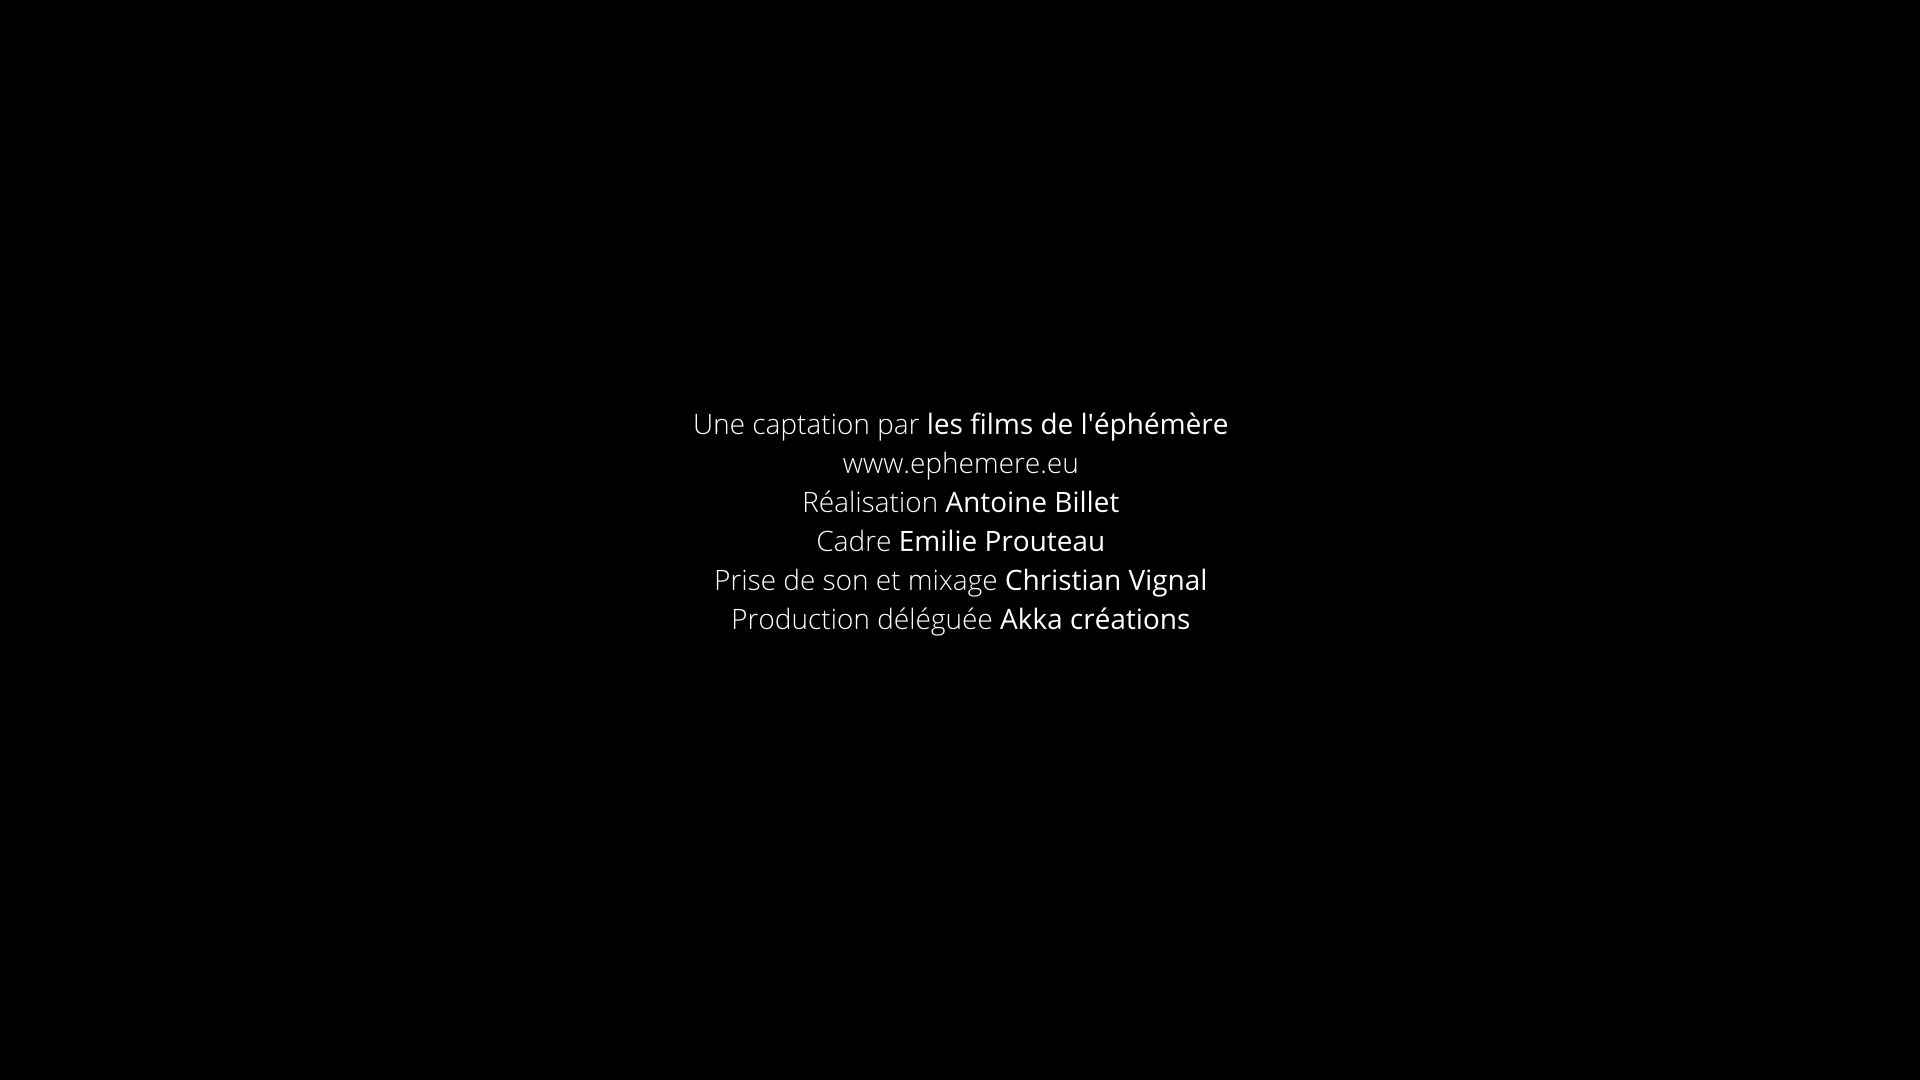 Une captation par les films de l'éphémère
www.ephemere.eu
Réalisation Antoine Billet
Cadre Emilie Prouteau
Prise de son et mixage Christian Vignal
Production déléguée Akka créations